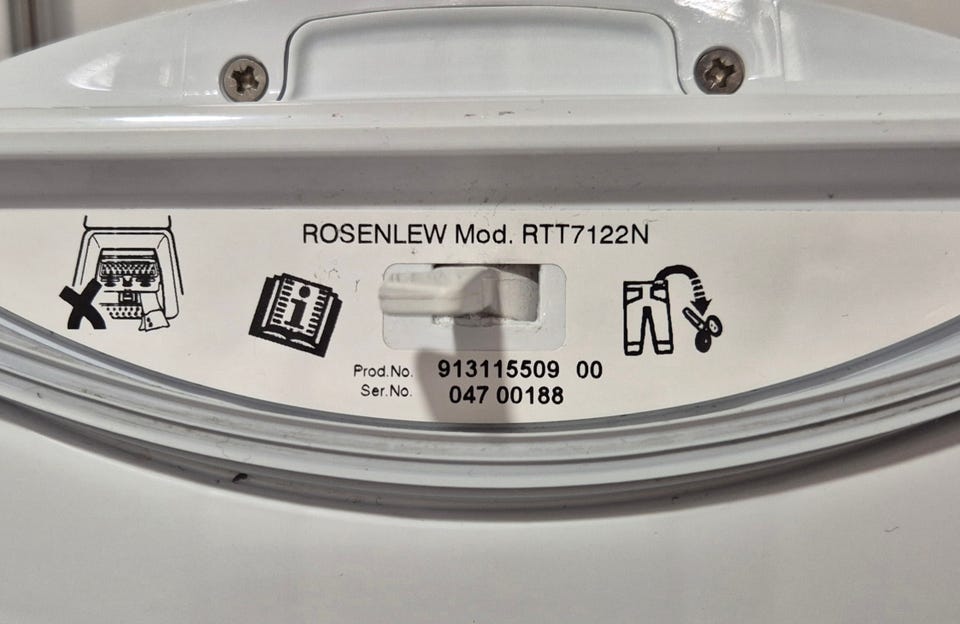 ROSENLEW Mod. RTT7122N
i
Prod.No. 913115509 00
Ser.No. 047 00188